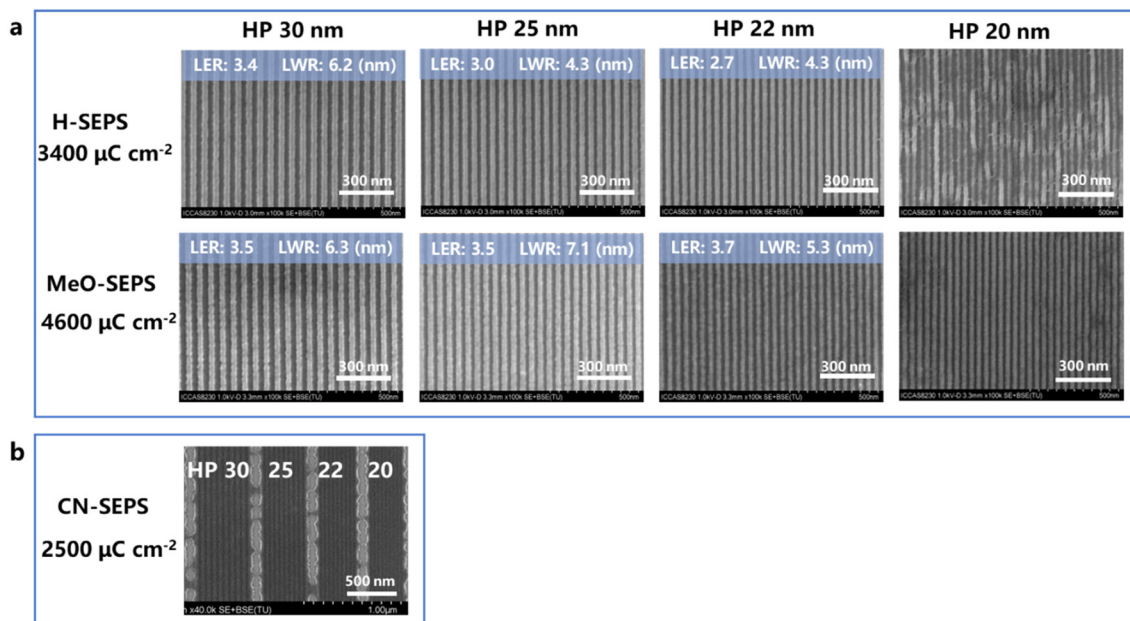 a
HP 30 nm HP 25 nm HP 22 nm HP 20 nm
H-SEPS
3400 µC cm-2
LER: 3.4 LWR: 6.2 (nm)
300 nm
ICCAS8230 1.0kV-D 3.0mm x100k SE+BSE(TU) 500nm
LER: 3.0 LWR: 4.3 (nm)
300 nm
ICCAS8230 1.0kV-D 3.0mm x100k SE+BSE(TU) 500nm
LER: 2.7 LWR: 4.3 (nm)
300 nm
ICCAS8230 1.0kV-D 3.0mm x100k SE+BSE(TU) 500nm
300 nm
ICCAS8230 1.0kV-D 3.0mm x100k SE+BSE(TU) 500nm
MeO-SEPS
4600 µC cm-2
LER: 3.5 LWR: 6.3 (nm)
300 nm
ICCAS8230 1.0kV-D 3.3mm x100k SE+BSE(TU) 500nm
LER: 3.5 LWR: 7.1 (nm)
300 nm
ICCAS8230 1.0kV-D 3.3mm x100k SE+BSE(TU) 500nm
LER: 3.7 LWR: 5.3 (nm)
300 nm
ICCAS8230 1.0kV-D 3.3mm x100k SE+BSE(TU) 500nm
300 nm
ICCAS8230 1.0kV-D 3.3mm x100k SE+BSE(TU) 500nm
b
CN-SEPS
2500 µC cm-2
HP 30 25 22 20
500 nm
x40.0k SE+BSE(TU) 1.00µm